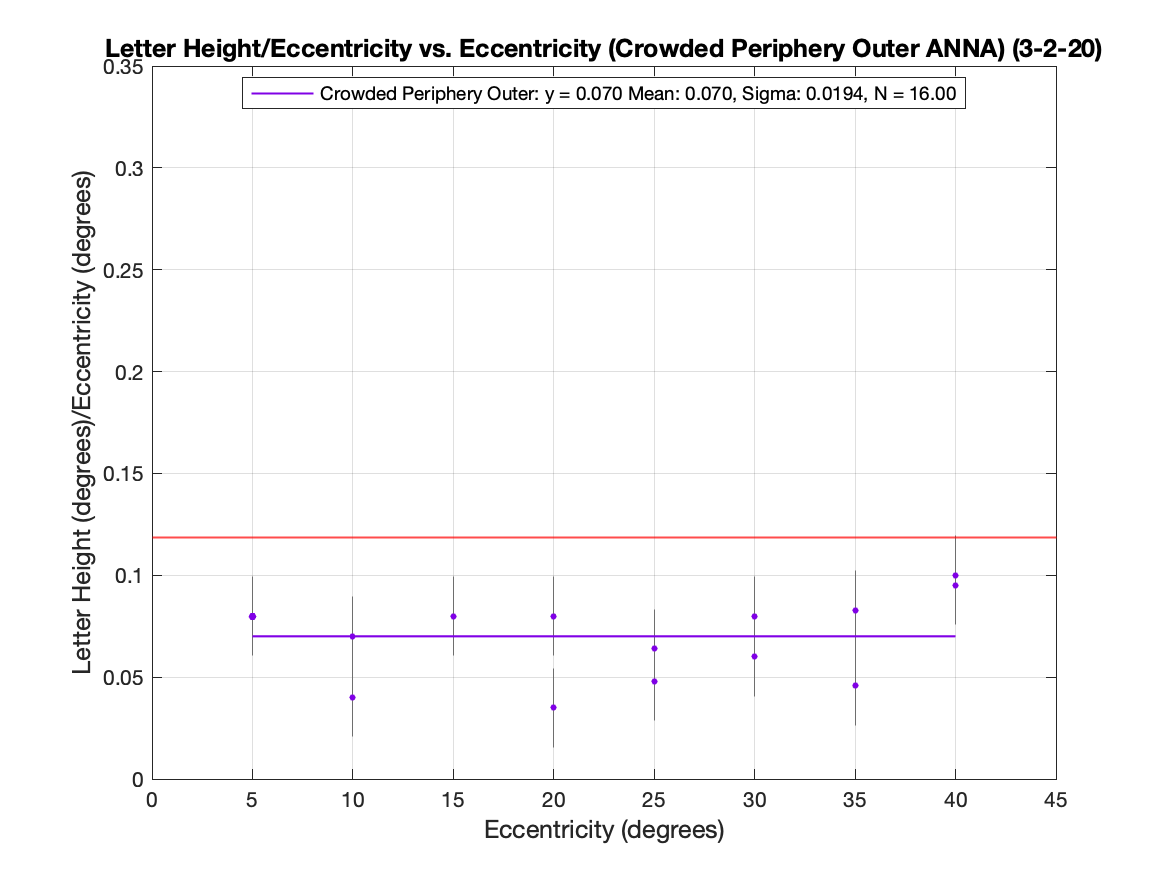 Letter Height/Eccentricity vs. Eccentricity (Crowded Periphery Outer ANNA) (3-2-20)
Crowded Periphery Outer: y = 0.070 Mean: 0.070, Sigma: 0.0194, N = 16.00
Letter Height (degrees)/Eccentricity (degrees)
0.35
0.3
0.25
0.2
0.15
0.1
0.05
0
0 5 10 15 20 25 30 35 40 45
Eccentricity (degrees)